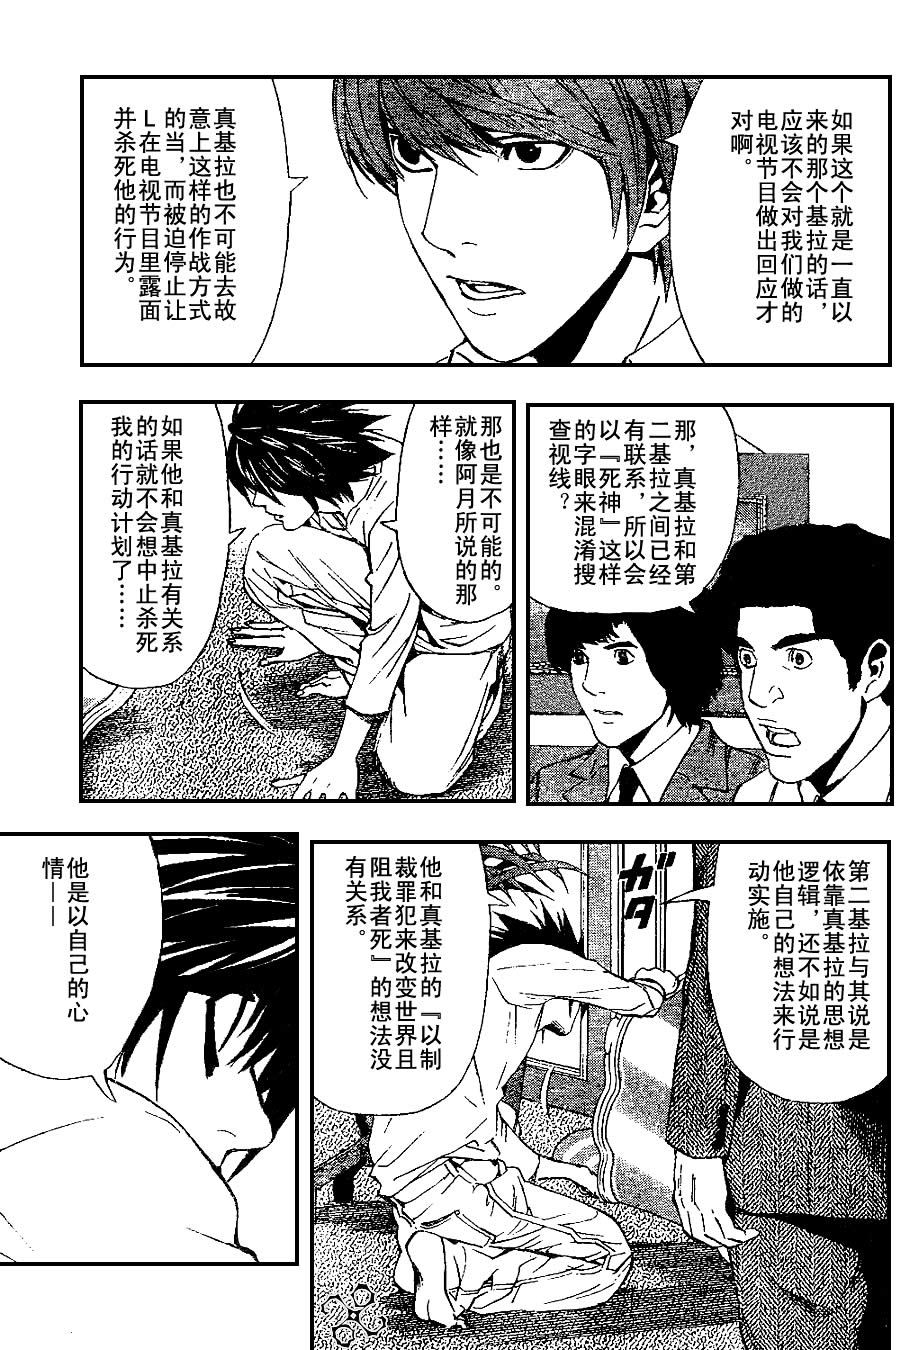 如果这个就是一直以
来的那个基拉的话，
应该不会对我们做的
电视节目做出回应才
对啊。
真基拉也不可能去故
意上这样的作战方式
的当，而被迫停止让
L在电视节目里露面
并杀死他的行为。
那，真基拉和第
二基拉之间已经
有联系，所以会
以『死神』这样
的字眼来混淆搜
查视线？
那也是不可能的。
就像阿月所说的那
样……
如果他和真基拉有关系
的话就不会想中止杀死
我的行动计划了……
第二基拉与其说是
依靠真基拉的思想
逻辑，还不如说是
他自己的想法来行
动实施。
ガタ
他和真基拉的『以制
裁罪犯来改变世界且
阻我者死』的想法没
有关系。
他是以自己的心
情——